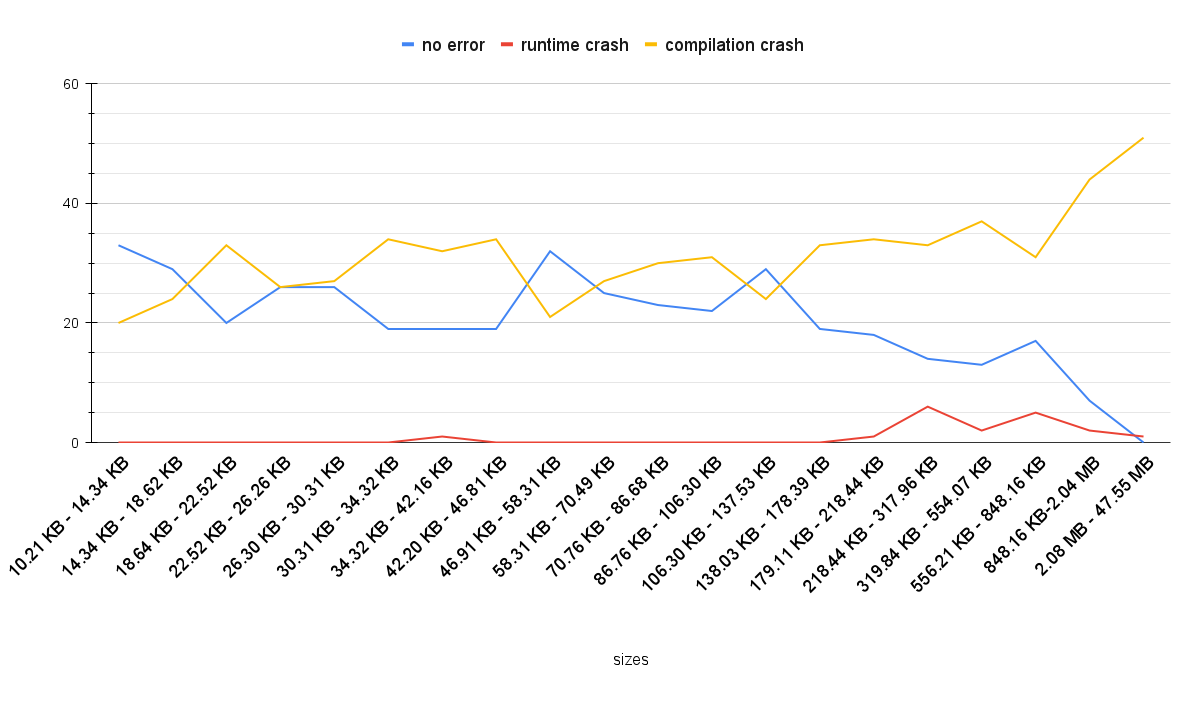 no error runtime crash compilation crash
60
40
20
0
10.21 KB - 14.34 KB
14.34 KB - 18.62 KB
18.64 KB - 22.52 KB
22.52 KB - 26.26 KB
26.30 KB - 30.31 KB
30.31 KB - 34.32 KB
34.32 KB - 42.16 KB
42.20 KB - 46.81 KB
46.91 KB - 58.31 KB
58.31 KB - 70.49 KB
70.76 KB - 86.68 KB
86.76 KB - 106.30 KB
106.30 KB - 137.53 KB
138.03 KB - 178.39 KB
179.11 KB - 218.44 KB
218.44 KB - 317.96 KB
319.84 KB - 554.07 KB
556.21 KB - 848.16 KB
848.16 KB-2.04 MB
2.08 MB - 47.55 MB
sizes